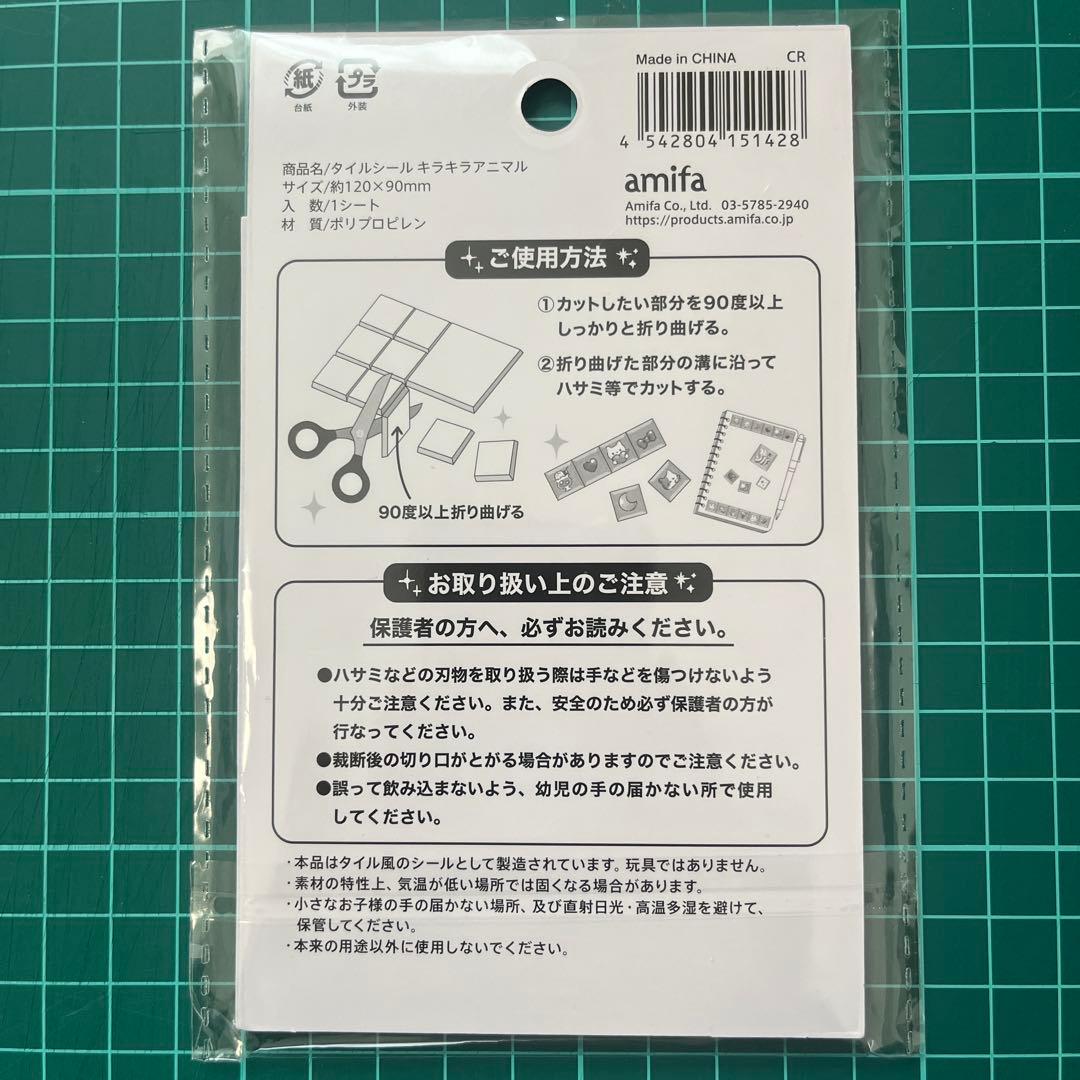 Made in CHINA CR
紙
台紙
プラ
外装
4 542804 151428
商品名/タイルシール キラキラアニマル
サイズ/約120×90mm
入　数/1シート
材　質/ポリプロピレン
amifa
Amifa Co., Ltd. 03-5785-2940
https://products.amifa.co.jp
ご使用方法
①カットしたい部分を90度以上
しっかりと折り曲げる。
②折り曲げた部分の溝に沿って
ハサミ等でカットする。
90度以上折り曲げる
お取り扱い上のご注意
保護者の方へ、必ずお読みください。
●ハサミなどの刃物を取り扱う際は手などを傷つけないよう
十分ご注意ください。また、安全のため必ず保護者の方が
行なってください。
●裁断後の切り口がとがる場合がありますのでご注意ください。
●誤って飲み込まないよう、幼児の手の届かない所で使用
してください。
・本品はタイル風のシールとして製造されています。玩具ではありません。
・素材の特性上、気温が低い場所では固くなる場合があります。
・小さなお子様の手の届かない場所、及び直射日光・高温多湿を避けて、
保管してください。
・本来の用途以外に使用しないでください。